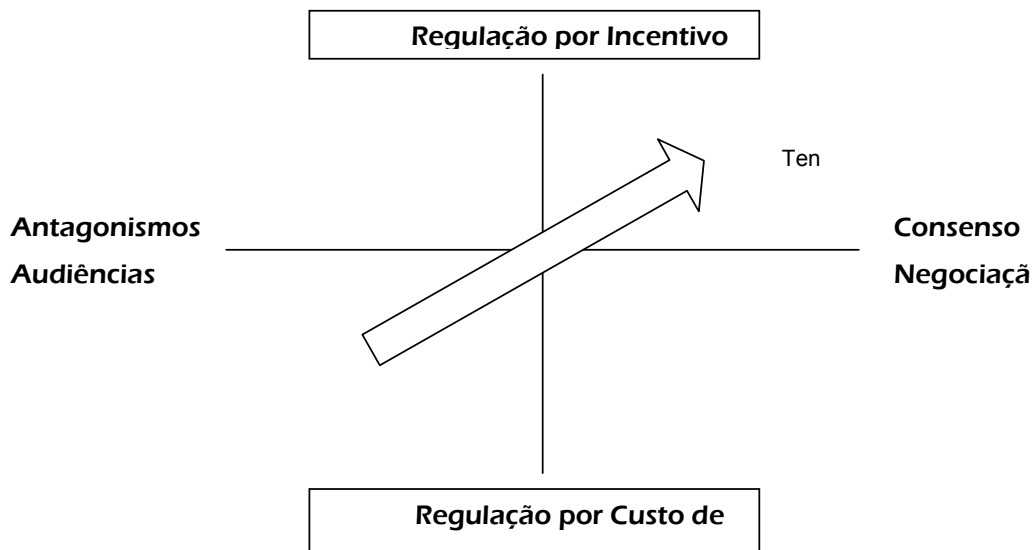 Regulação por Incentivo
Ten
Antagonismos
Audiências
Consenso
Negociaçã
Regulação por Custo de